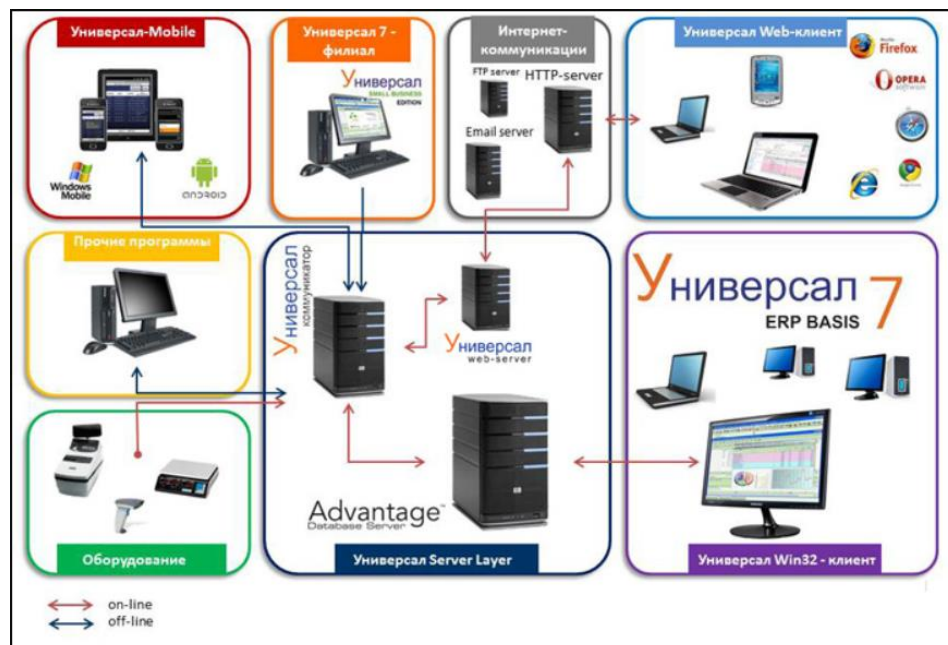 Универсал-Mobile
Универсал 7 -
филиал
Интернет-
коммуникации
Универсал Web-клиент
Windows
Mobile
ANDROID
Универсал
SMALL BUSINESS
EDITION
FTP server
HTTP-server
Email server
Firefox
OPERA
software
Прочие программы
Универсал
коммуникатор
Универсал
web-server
Универсал 7
ERP BASIS
Advantage™
Database Server
Оборудование
Универсал Server Layer
Универсал Win32 - клиент
on-line
off-line